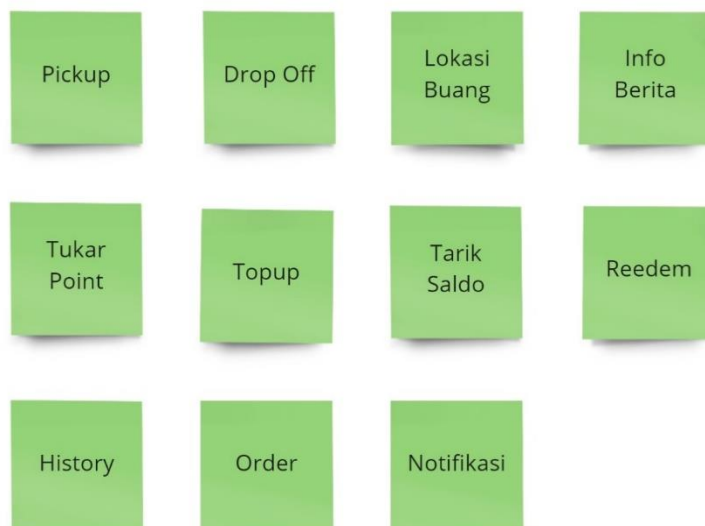 Pickup
Drop Off
Lokasi
Buang
Info
Berita
Tukar
Point
Topup
Tarik
Saldo
Reedem
History
Order
Notifikasi